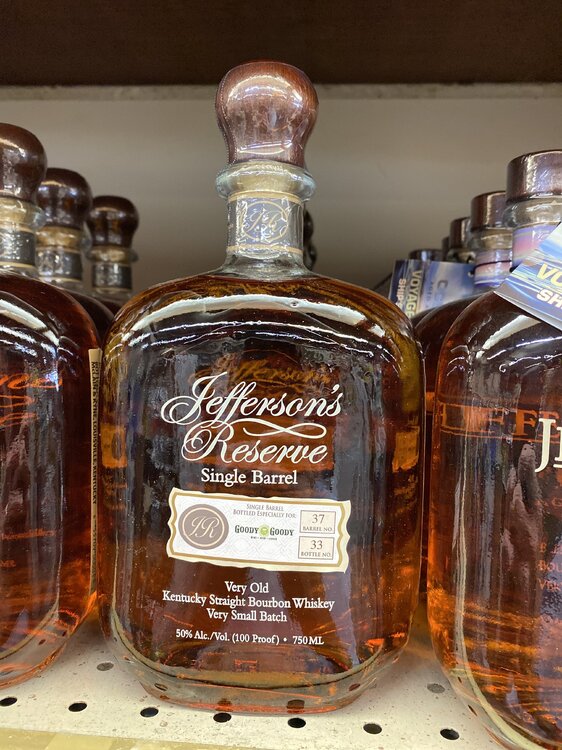 J.R
Jefferson's
Reserve
Single Barrel
SINGLE BARREL
BOTTLED ESPECIALLY FOR:
JR
GOODY GOODY
37
BARREL NO.
33
BOTTLE NO.
Very Old
Kentucky Straight Bourbon Whiskey
Very Small Batch
50% Alc./Vol. (100 Proof) • 750 ML
VOYAGE